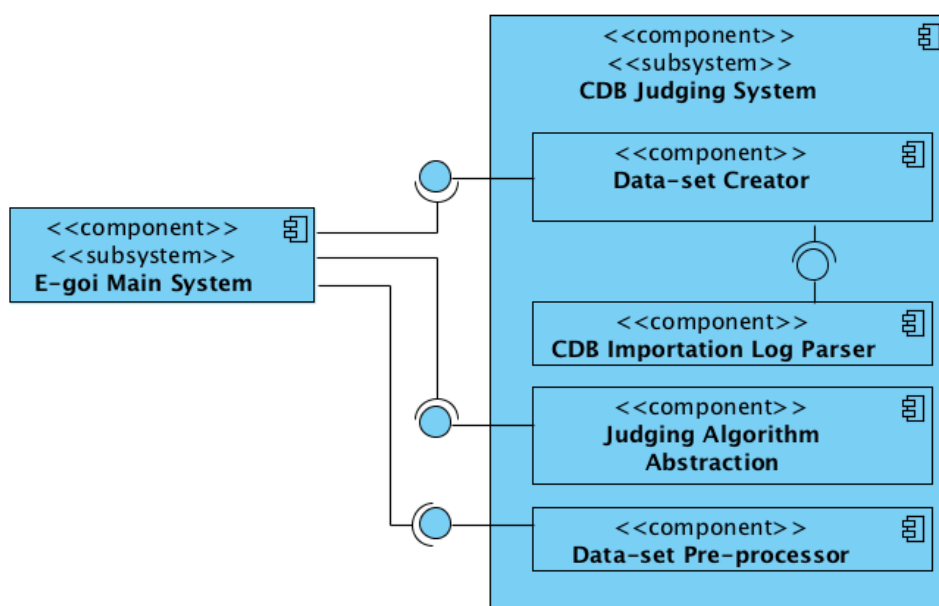 <<component>>
<<subsystem>>
CDB Judging System
<<component>>
Data-set Creator
<<component>>
<<subsystem>>
E-goi Main System
<<component>>
CDB Importation Log Parser
<<component>>
Judging Algorithm
Abstraction
<<component>>
Data-set Pre-processor